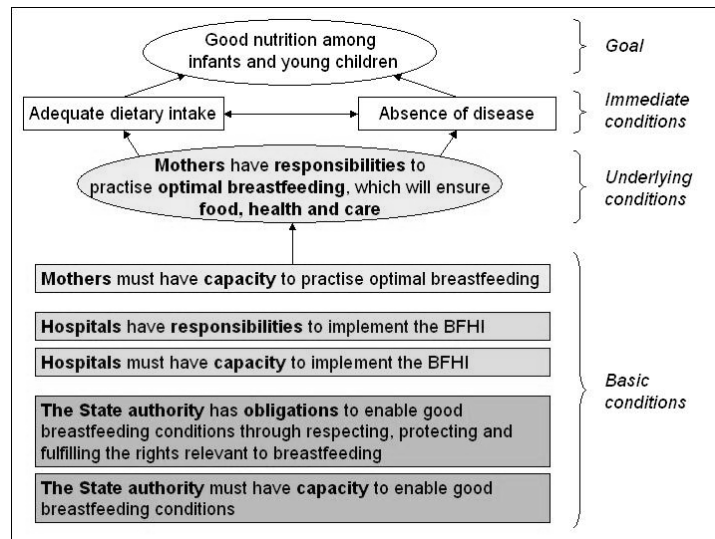 Good nutrition among
infants and young children
Goal
Adequate dietary intake
Absence of disease
Immediate
conditions
Mothers have responsibilities to
practise optimal breastfeeding, which will ensure
food, health and care
Underlying
conditions
Mothers must have capacity to practise optimal breastfeeding
Hospitals have responsibilities to implement the BFHI
Hospitals must have capacity to implement the BFHI
The State authority has obligations to enable good
breastfeeding conditions through respecting, protecting and
fulfilling the rights relevant to breastfeeding
The State authority must have capacity to enable good
breastfeeding conditions
Basic
conditions